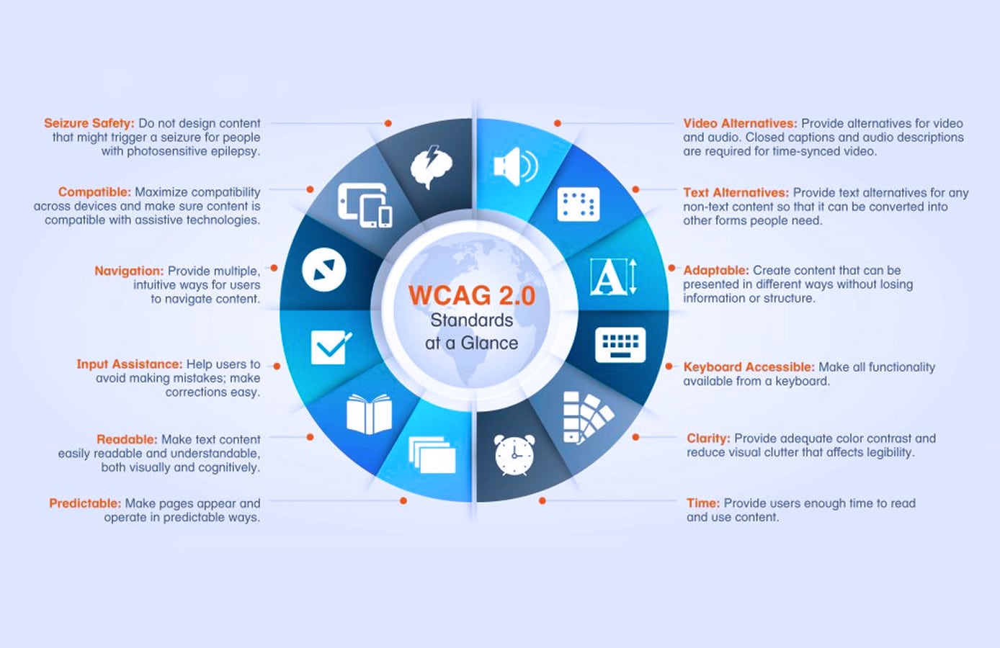 Seizure Safety: Do not design content
that might trigger a seizure for people
with photosensitive epilepsy.
Compatible: Maximize compatibility
across devices and make sure content is
compatible with assistive technologies.
Navigation: Provide multiple,
intuitive ways for users
to navigate content.
Input Assistance: Help users to
avoid making mistakes; make
corrections easy.
Readable: Make text content
easily readable and understandable,
both visually and cognitively.
Predictable: Make pages appear and
operate in predictable ways.
WCAG 2.0
Standards
at a Glance
Video Alternatives: Provide alternatives for video
and audio. Closed captions and audio descriptions
are required for time-synced video.
Text Alternatives: Provide text alternatives for any
non-text content so that it can be converted into
other forms people need.
A
Adaptable: Create content that can be
presented in different ways without losing
information or structure.
Keyboard Accessible: Make all functionality
available from a keyboard.
Clarity: Provide adequate color contrast and
reduce visual clutter that affects legibility.
Time: Provide users enough time to read
and use content.